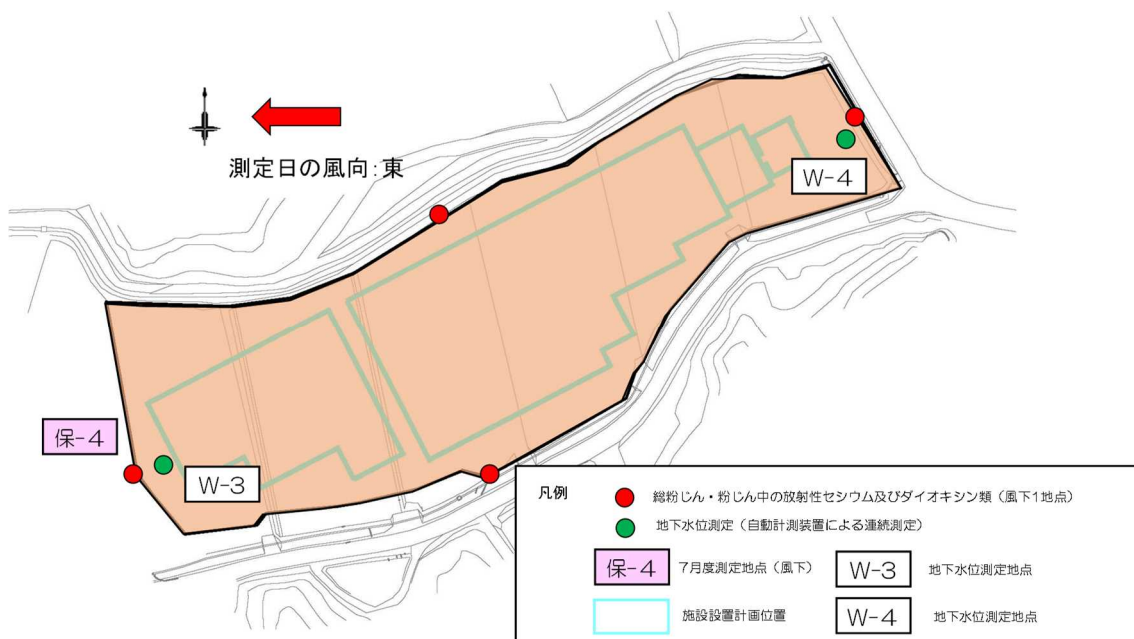 測定日の風向:東
W-4
保-4
W-3
凡例
総粉じん・粉じん中の放射性セシウム及びダイオキシン類（風下1地点）
地下水位測定（自動計測装置による連続測定）
保-4 7月度測定地点（風下） W-3 地下水位測定地点
施設設置計画位置 W-4 地下水位測定地点